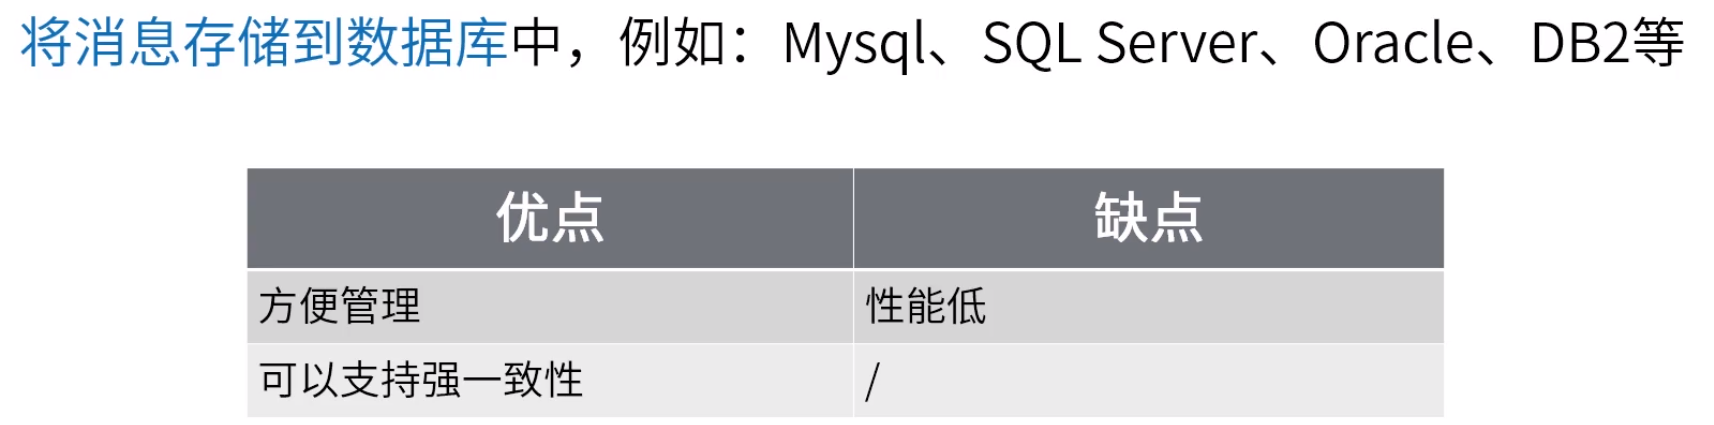 将消息存储到数据库中，例如：Mysql、SQL Server、Oracle、DB2等
优点 缺点
方便管理 性能低
可以支持强一致性 /